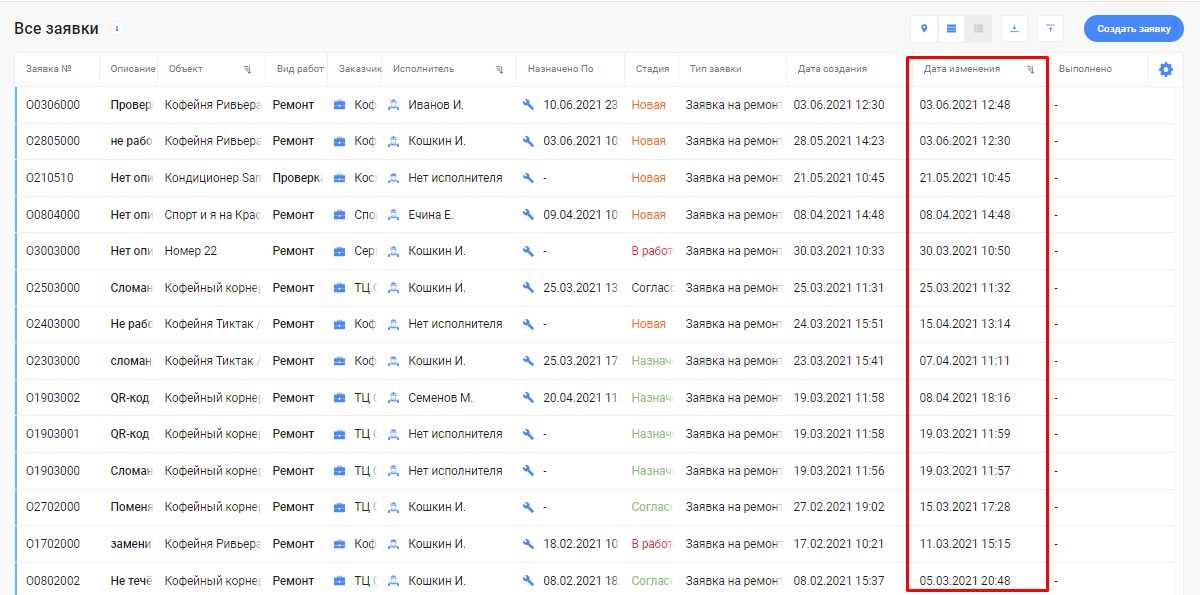 Все заявки
Создать заявку
Заявка № Описание Объект Вид работ Заказчик Исполнитель Назначено По Стадия Тип заявки Дата создания Дата изменения Выполнено
O0306000 Провер Кофейня Ривьера Ремонт Коф Иванов И. 10.06.2021 23: Новая Заявка на ремонт 03.06.2021 12:30 03.06.2021 12:48 -
O2805000 не рабо Кофейня Ривьера Ремонт Коф Кошкин И. 03.06.2021 10: Новая Заявка на ремонт 28.05.2021 14:23 03.06.2021 12:30 -
O210510 Нет опи Кондиционер Sam Проверка Кос Нет исполнителя - Новая Заявка на ремонт 21.05.2021 10:45 21.05.2021 10:45 -
O0804000 Нет опи Спорт и я на Крас Ремонт Спо Ечина Е. 09.04.2021 10: Новая Заявка на ремонт 08.04.2021 14:48 08.04.2021 14:48 -
O3003000 Нет опи Номер 22 Ремонт Сер Кошкин И. - В работ Заявка на ремонт 30.03.2021 10:33 30.03.2021 10:50 -
O2503000 Сломан Кофейный корнер Ремонт ТЦ С Кошкин И. 25.03.2021 13: Соглас Заявка на ремонт 25.03.2021 11:31 25.03.2021 11:32 -
O2403000 Не рабо Кофейня Тиктак / Ремонт Коф Нет исполнителя - Новая Заявка на ремонт 24.03.2021 15:51 15.04.2021 13:14 -
O2303000 сломан Кофейня Тиктак / Ремонт Коф Кошкин И. 25.03.2021 17: Назнач Заявка на ремонт 23.03.2021 15:41 07.04.2021 11:11 -
O1903002 QR-код Кофейный корнер Ремонт ТЦ С Семенов М. 20.04.2021 11: Назнач Заявка на ремонт 19.03.2021 11:58 08.04.2021 18:16 -
O1903001 QR-код Кофейный корнер Ремонт ТЦ С Нет исполнителя - Назнач Заявка на ремонт 19.03.2021 11:58 19.03.2021 11:59 -
O1903000 Сломан Кофейный корнер Ремонт ТЦ С Нет исполнителя - Назнач Заявка на ремонт 19.03.2021 11:56 19.03.2021 11:57 -
O2702000 Поменя Кофейный корнер Ремонт ТЦ С Кошкин И. - Соглас Заявка на ремонт 27.02.2021 19:02 15.03.2021 17:28 -
O1702000 замени Кофейня Ривьера Ремонт Коф Кошкин И. 18.02.2021 10: В работ Заявка на ремонт 17.02.2021 10:21 11.03.2021 15:15 -
O0802002 Не течё Кофейный корнер Ремонт ТЦ С Кошкин И. 08.02.2021 18: Соглас Заявка на ремонт 08.02.2021 15:37 05.03.2021 20:48 -